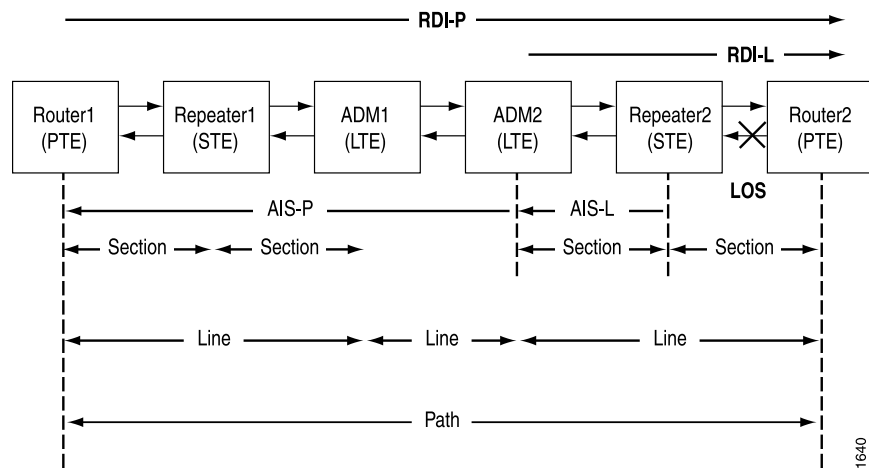 RDI-P
RDI-L
Router1
(PTE)
Repeater1
(STE)
ADM1
(LTE)
ADM2
(LTE)
Repeater2
(STE)
Router2
(PTE)
LOS
AIS-P
AIS-L
Section
Section
Section
Section
Line
Line
Line
Path
1640